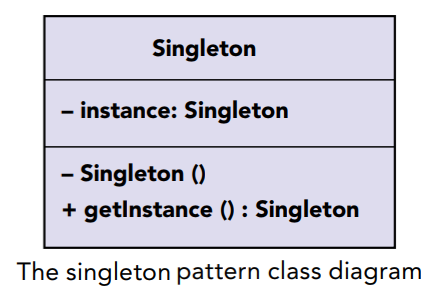 Singleton
– instance: Singleton
– Singleton ()
+ getInstance () : Singleton
The singleton pattern class diagram